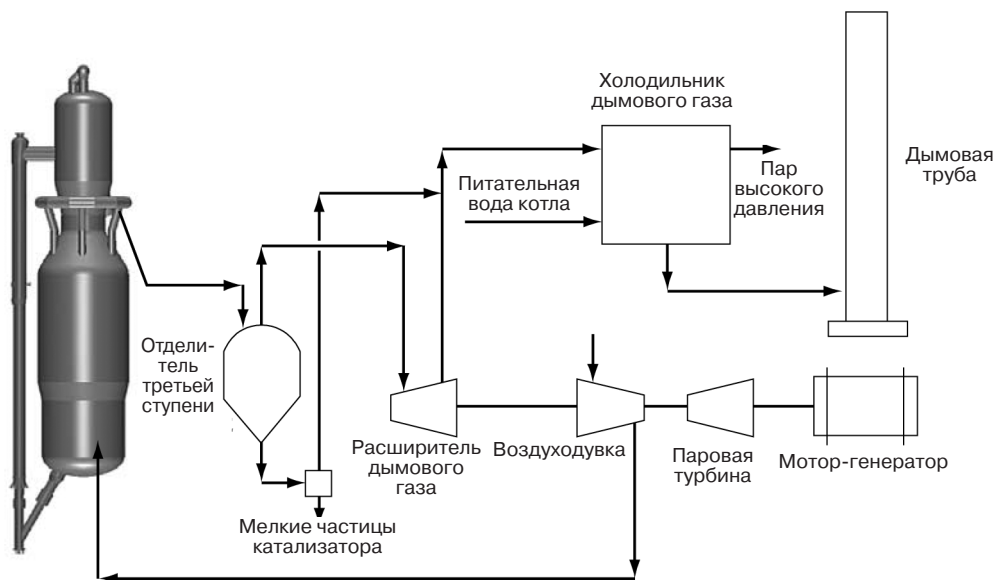 Холодильник
дымового газа
Дымовая
труба
Питательная
вода котла
Пар
высокого
давления
Отдели-
тель
третьей
ступени
Расширитель
дымового
газа
Воздуходувка
Паровая
турбина
Мотор-генератор
Мелкие частицы
катализатора